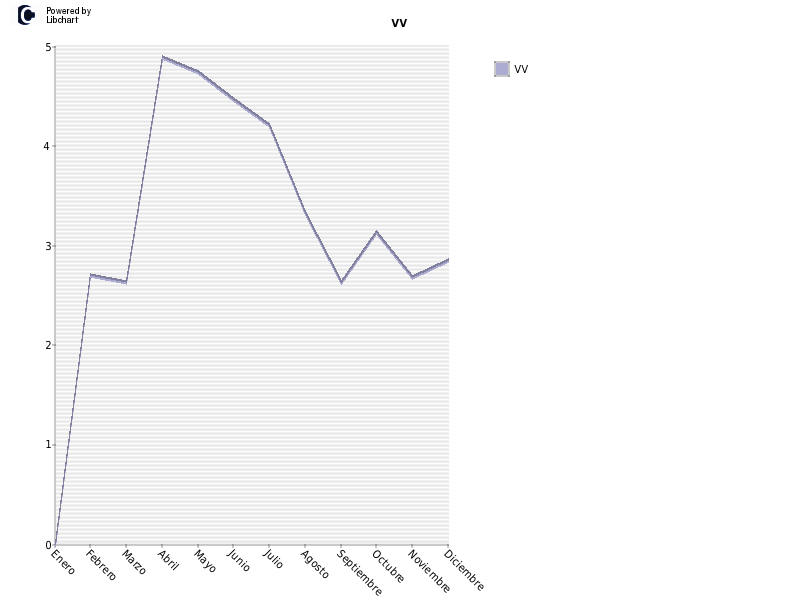 Powered by
Libchart
VV
VV
5
4
3
2
1
0
Enero
Febrero
Marzo
Abril
Mayo
Junio
Julio
Agosto
Septiembre
Octubre
Noviembre
Diciembre